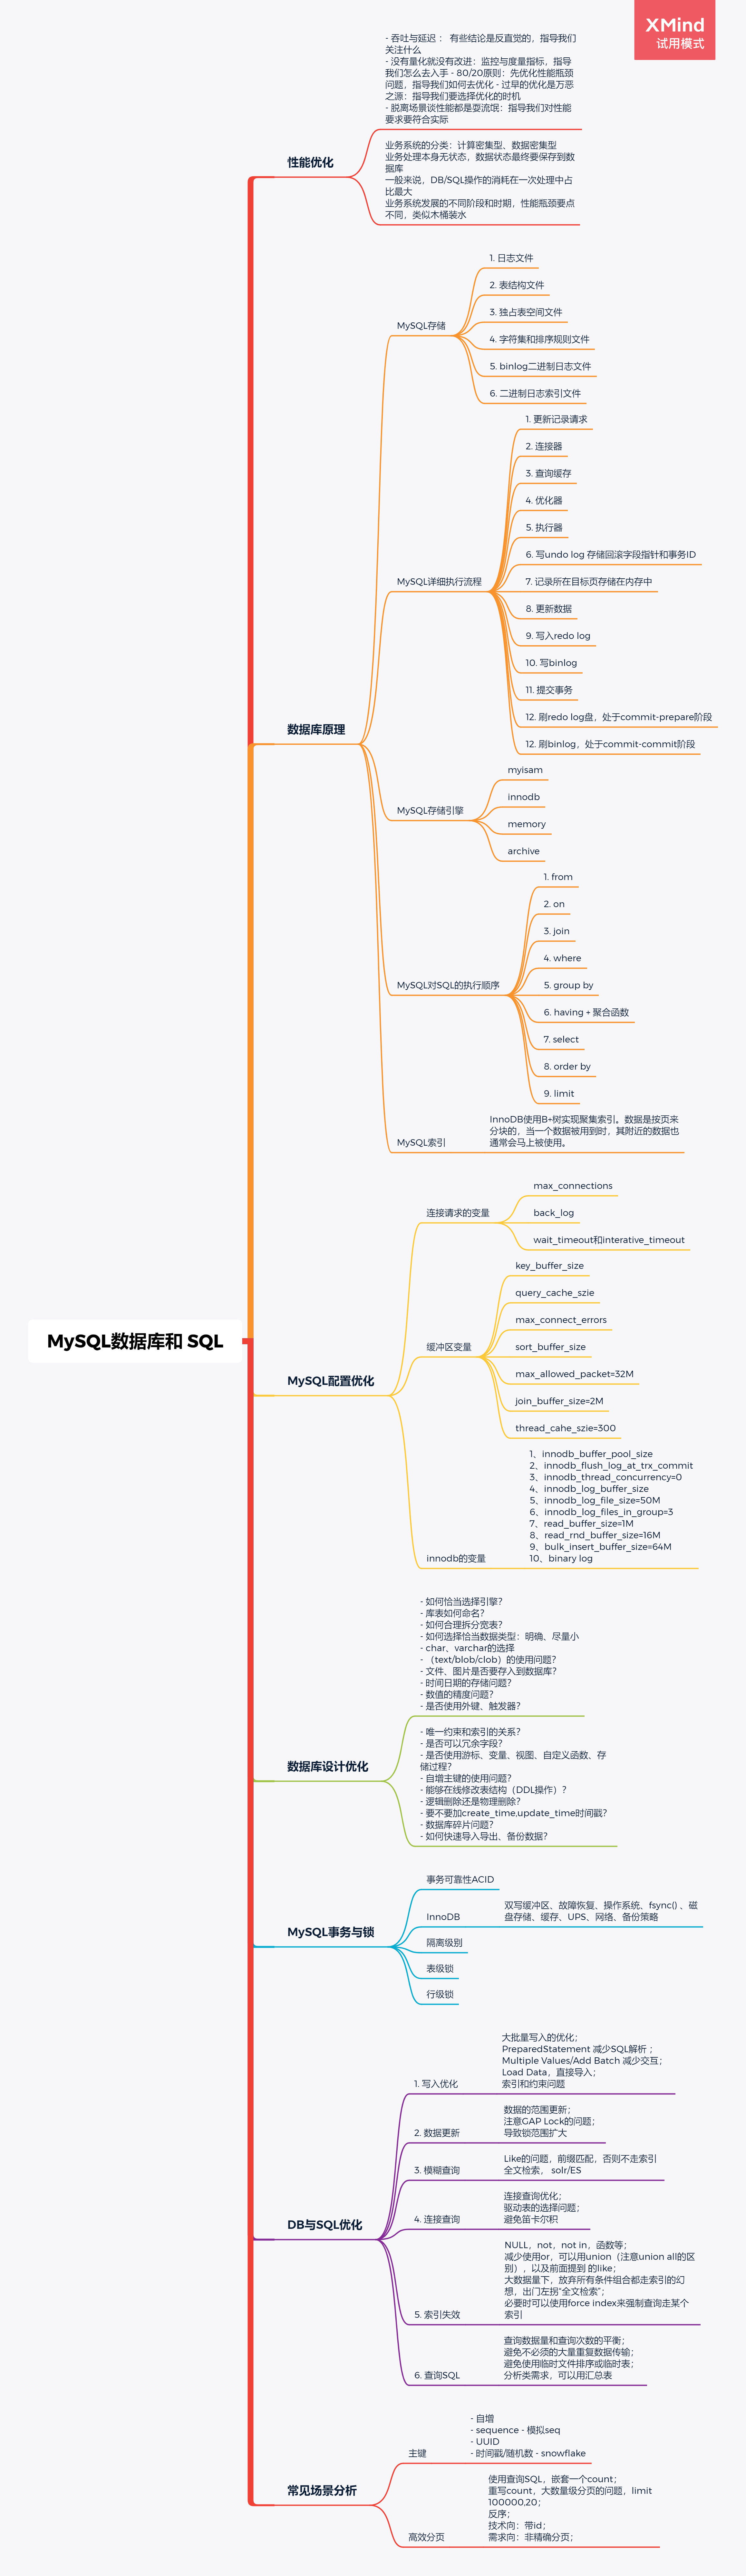 XMind
试用模式
- 吞吐与延迟 ： 有些结论是反直觉的，指导我们
关注什么
- 没有量化就没有改进：监控与度量指标，指导
我们怎么去入手 - 80/20原则：先优化性能瓶颈
问题，指导我们如何去优化 - 过早的优化是万恶
之源：指导我们要选择优化的时机
- 脱离场景谈性能都是耍流氓：指导我们对性能
要求要符合实际
性能优化
业务系统的分类：计算密集型、数据密集型
业务处理本身无状态，数据状态最终要保存到数
据库
一般来说，DB/SQL操作的消耗在一次处理中占
比最大
业务系统发展的不同阶段和时期，性能瓶颈要点
不同，类似木桶装水
数据库原理
MySQL存储
1. 日志文件
2. 表结构文件
3. 独占表空间文件
4. 字符集和排序规则文件
5. binlog二进制日志文件
6. 二进制日志索引文件
MySQL详细执行流程
1. 更新记录请求
2. 连接器
3. 查询缓存
4. 优化器
5. 执行器
6. 写undo log 存储回滚字段指针和事务ID
7. 记录所在目标页存储在内存中
8. 更新数据
9. 写入redo log
10. 写binlog
11. 提交事务
12. 刷redo log盘，处于commit-prepare阶段
12. 刷binlog，处于commit-commit阶段
MySQL存储引擎
myisam
innodb
memory
archive
MySQL对SQL的执行顺序
1. from
2. on
3. join
4. where
5. group by
6. having + 聚合函数
7. select
8. order by
9. limit
MySQL索引
InnoDB使用B+树实现聚集索引。数据是按页来
分块的，当一个数据被用到时，其附近的数据也
通常会马上被使用。
MySQL数据库和 SQL
MySQL配置优化
连接请求的变量
max_connections
back_log
wait_timeout和interative_timeout
缓冲区变量
key_buffer_size
query_cache_szie
max_connect_errors
sort_buffer_size
max_allowed_packet=32M
join_buffer_size=2M
thread_cahe_szie=300
innodb的变量
1、innodb_buffer_pool_size
2、innodb_flush_log_at_trx_commit
3、innodb_thread_concurrency=0
4、innodb_log_buffer_size
5、innodb_log_file_size=50M
6、innodb_log_files_in_group=3
7、read_buffer_size=1M
8、read_rnd_buffer_size=16M
9、bulk_insert_buffer_size=64M
10、binary log
数据库设计优化
- 如何恰当选择引擎？
- 库表如何命名？
- 如何合理拆分宽表？
- 如何选择恰当数据类型：明确、尽量小
- char、varchar的选择
- （text/blob/clob）的使用问题？
- 文件、图片是否要存入到数据库？
- 时间日期的存储问题？
- 数值的精度问题？
- 是否使用外键、触发器？
- 唯一约束和索引的关系？
- 是否可以冗余字段？
- 是否使用游标、变量、视图、自定义函数、存
储过程？
- 自增主键的使用问题？
- 能够在线修改表结构（DDL操作）？
- 逻辑删除还是物理删除？
- 要不要加create_time,update_time时间戳？
- 数据库碎片问题？
- 如何快速导入导出、备份数据？
MySQL事务与锁
事务可靠性ACID
InnoDB
双写缓冲区、故障恢复、操作系统、fsync() 、磁
盘存储、缓存、UPS、网络、备份策略
隔离级别
表级锁
行级锁
DB与SQL优化
1. 写入优化
大批量写入的优化；
PreparedStatement 减少SQL解析 ；
Multiple Values/Add Batch 减少交互；
Load Data，直接导入；
索引和约束问题
2. 数据更新
数据的范围更新；
注意GAP Lock的问题；
导致锁范围扩大
3. 模糊查询
Like的问题，前缀匹配，否则不走索引
全文检索， solr/ES
4. 连接查询
连接查询优化；
驱动表的选择问题；
避免笛卡尔积
5. 索引失效
NULL，not，not in，函数等；
减少使用or，可以用union（注意union all的区
别），以及前面提到 的like；
大数据量下，放弃所有条件组合都走索引的幻
想，出门左拐“全文检索”；
必要时可以使用force index来强制查询走某个
索引
6. 查询SQL
查询数据量和查询次数的平衡；
避免不必须的大量重复数据传输；
避免使用临时文件排序或临时表；
分析类需求，可以用汇总表
常见场景分析
主键
- 自增
- sequence - 模拟seq
- UUID
- 时间戳/随机数 - snowflake
高效分页
使用查询SQL，嵌套一个count；
重写count，大数量级分页的问题，limit
100000,20；
反序；
技术向：带id；
需求向：非精确分页；